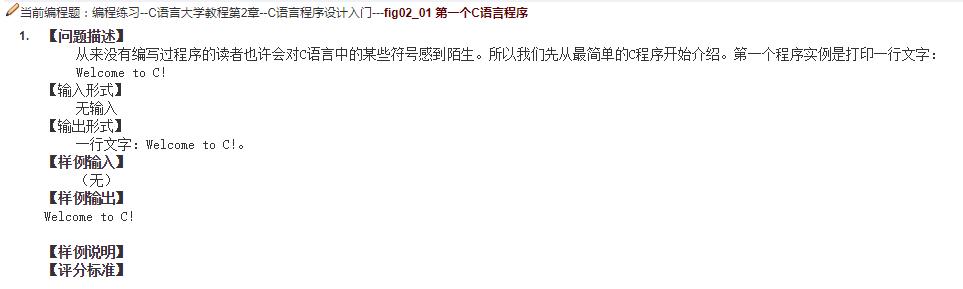 当前编程题：编程练习--C语言大学教程第2章--C语言程序设计入门---fig02_01 第一个C语言程序
1. 【问题描述】
从来没有编写过程序的读者也许会对C语言中的某些符号感到陌生。所以我们先从最简单的C程序开始介绍。第一个程序实例是打印一行文字：
Welcome to C!
【输入形式】
无输入
【输出形式】
一行文字：Welcome to C!。
【样例输入】
（无）
【样例输出】
Welcome to C!
【样例说明】
【评分标准】